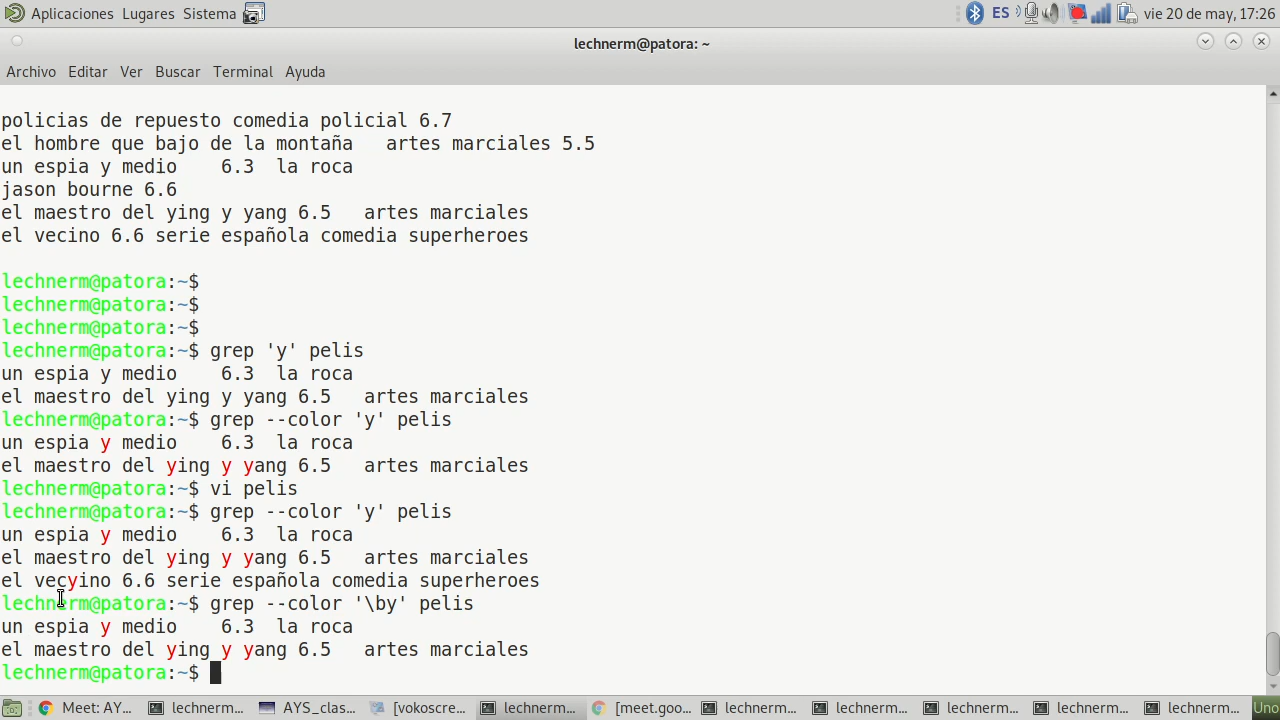 Aplicaciones Lugares Sistema ES vie 20 de may, 17:26
lechnerm@patora: ~
Archivo Editar Ver Buscar Terminal Ayuda
policias de repuesto comedia policial 6.7
el hombre que bajo de la montaña   artes marciales 5.5
un espia y medio    6.3  la roca
jason bourne 6.6
el maestro del ying y yang 6.5   artes marciales
el vecino 6.6 serie española comedia superheroes
lechnerm@patora:~$
lechnerm@patora:~$
lechnerm@patora:~$
lechnerm@patora:~$ grep 'y' pelis
un espia y medio    6.3  la roca
el maestro del ying y yang 6.5   artes marciales
lechnerm@patora:~$ grep --color 'y' pelis
un espia y medio    6.3  la roca
el maestro del ying y yang 6.5   artes marciales
lechnerm@patora:~$ vi pelis
lechnerm@patora:~$ grep --color 'y' pelis
un espia y medio    6.3  la roca
el maestro del ying y yang 6.5   artes marciales
el vecyino 6.6 serie española comedia superheroes
lechnerm@patora:~$ grep --color '\by' pelis
un espia y medio    6.3  la roca
el maestro del ying y yang 6.5   artes marciales
lechnerm@patora:~$
Meet: AY... lechnerm... AYS_clas... [vokoscre... lechnerm... [meet.goo... lechnerm... lechnerm... lechnerm... lechnerm... lechnerm... Uno